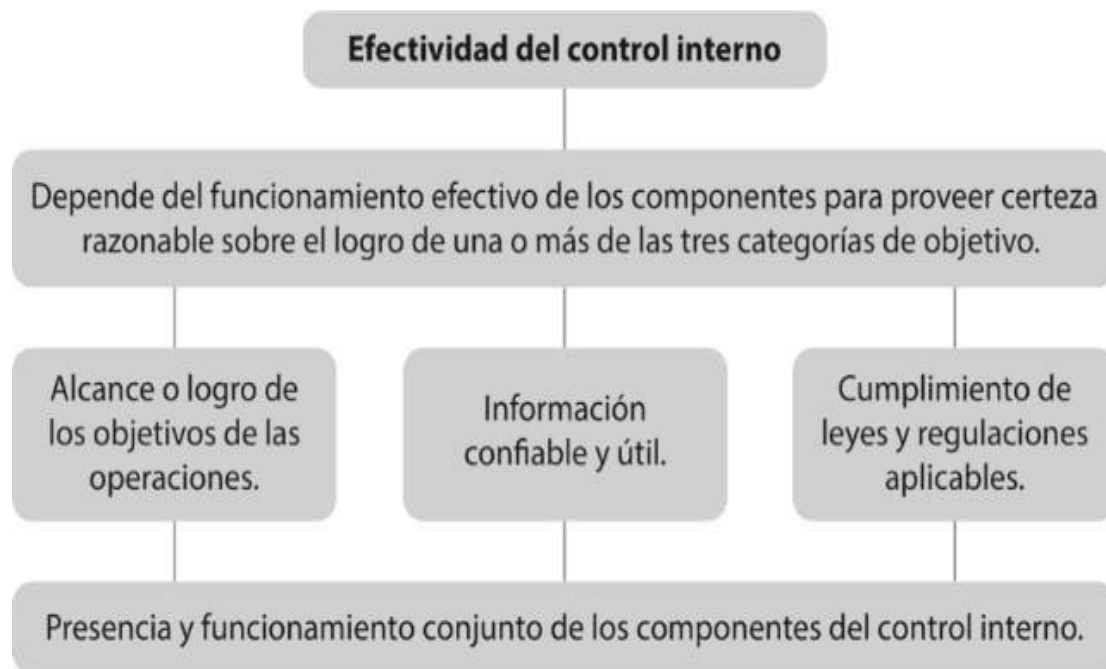 Efectividad del control interno
Depende del funcionamiento efectivo de los componentes para proveer certeza
razonable sobre el logro de una o más de las tres categorías de objetivo.
Alcance o logro de
los objetivos de las
operaciones.
Información
confiable y útil.
Cumplimiento de
leyes y regulaciones
aplicables.
Presencia y funcionamiento conjunto de los componentes del control interno.